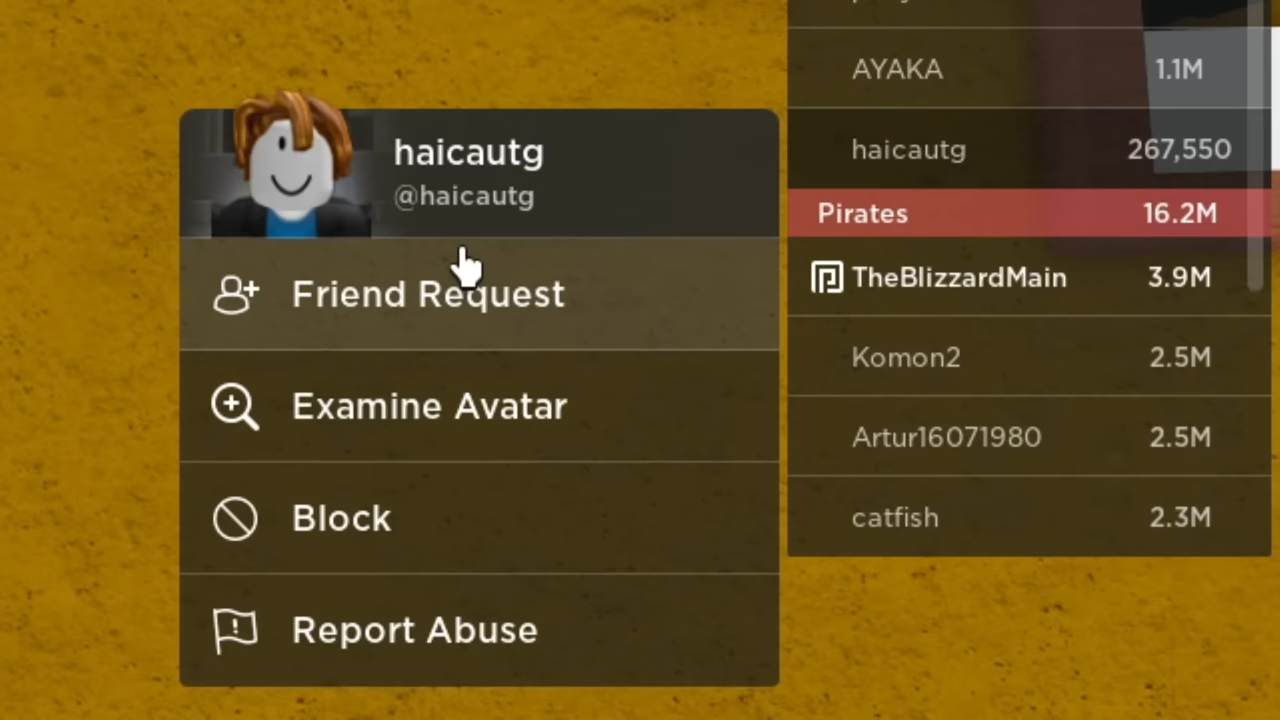 haicautg
@haicautg
Friend Request
Examine Avatar
Block
Report Abuse
AYAKA 1.1M
haicautg 267,550
Pirates 16.2M
TheBlizzardMain 3.9M
Komon2 2.5M
Artur16071980 2.5M
catfish 2.3M